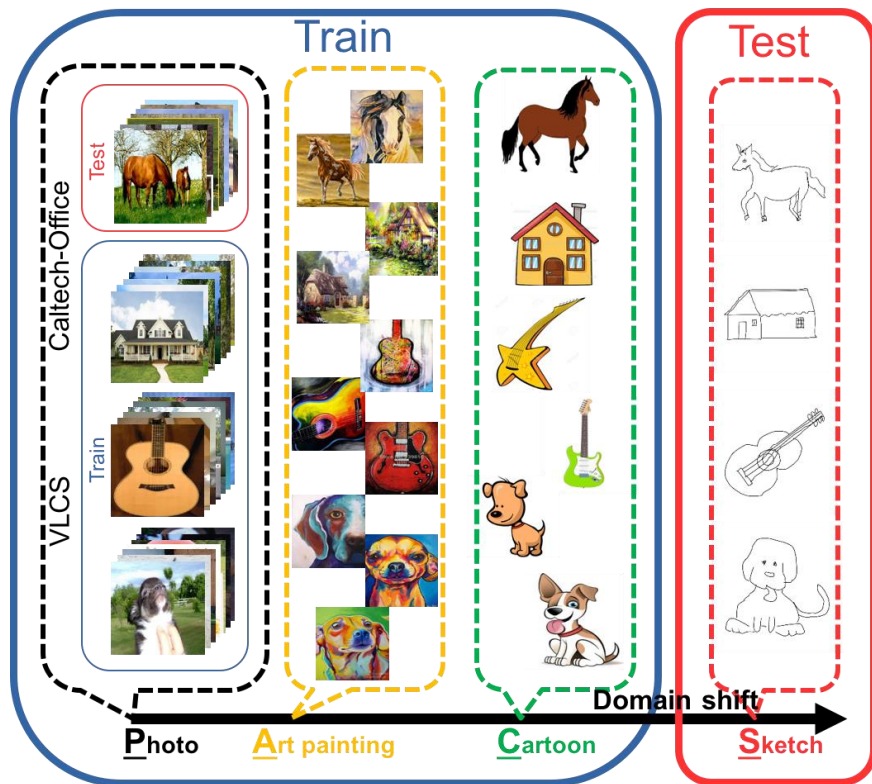 Train
Test
Caltech-Office
VLCS
Test
Train
Domain shift
Photo
Art painting
Cartoon
Sketch